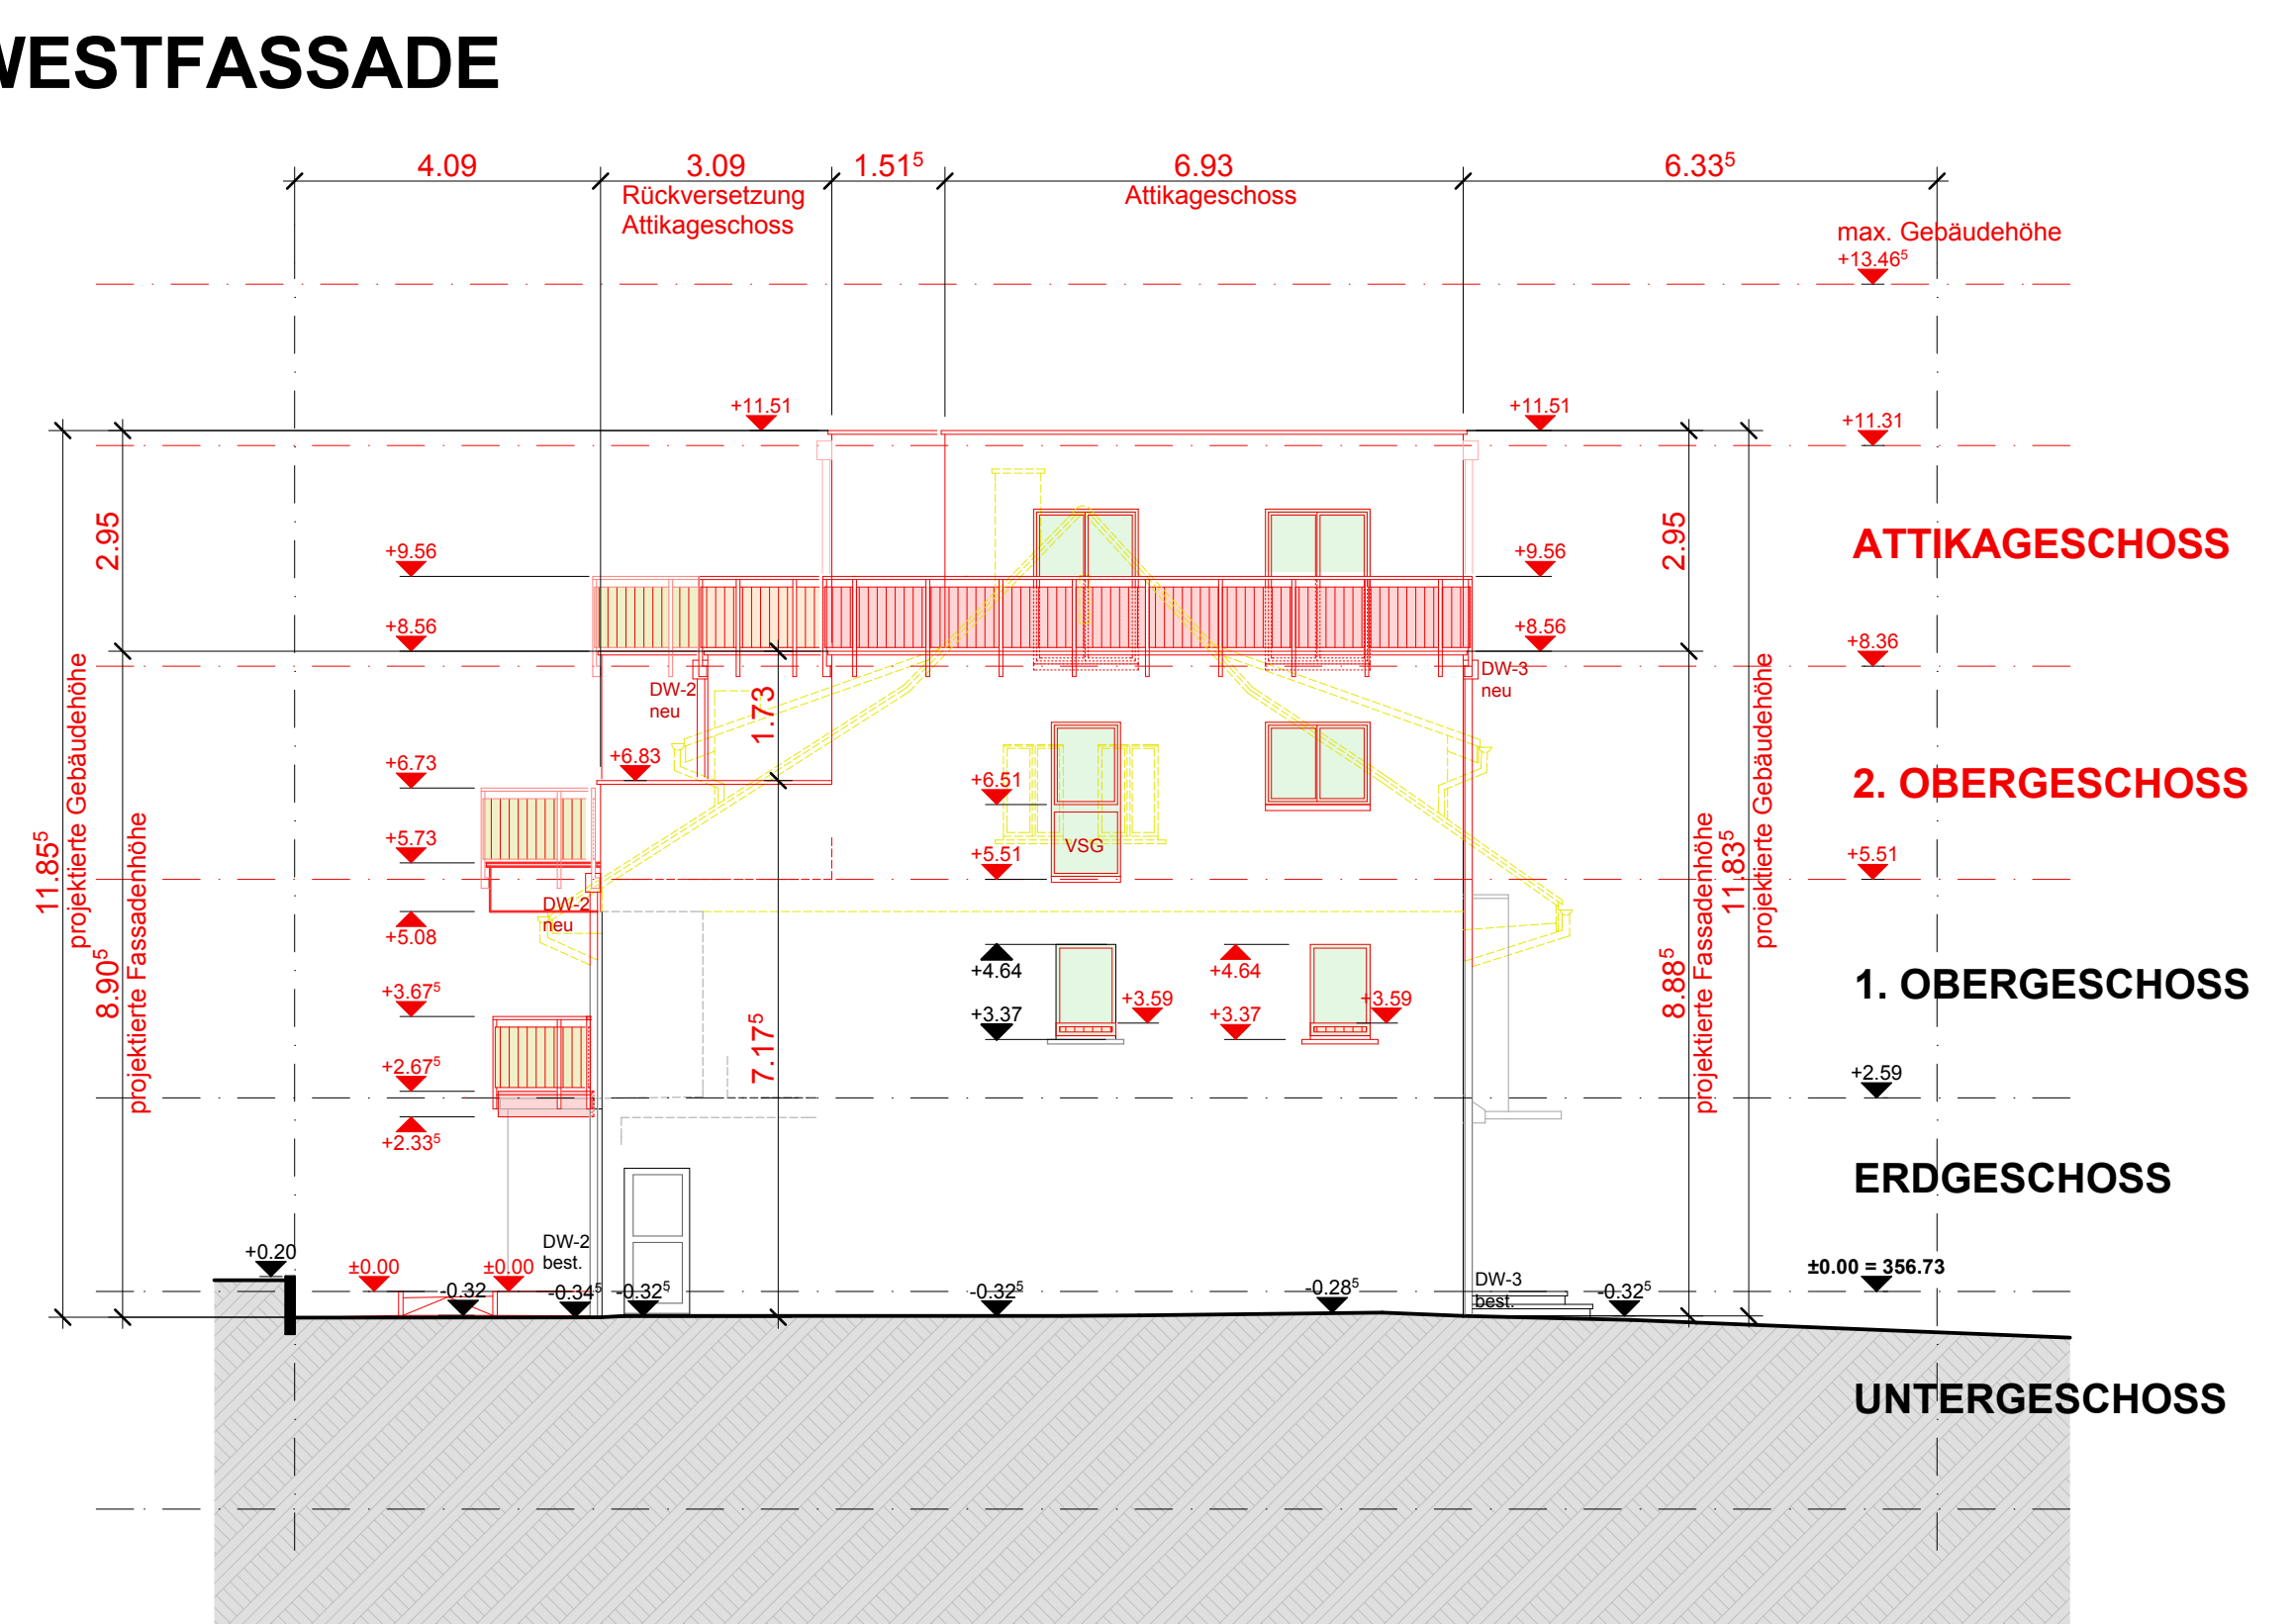 WESTFASSADE
4.09
3.09
1.51⁵
6.93
6.33⁵
Rückversetzung
Attikageschoss
Attikageschoss
max. Gebäudehöhe
+13.46⁵
+11.51
+11.51
+11.31
2.95
2.95
ATTIKAGESCHOSS
+9.56
+9.56
+8.56
+8.56
+8.36
DW-2
neu
1.73
DW-3
neu
+6.83
+6.73
+6.51
2. OBERGESCHOSS
+5.73
VSG
+5.51
+5.51
11.85⁵
projektierte Gebäudehöhe
8.90⁵
projektierte Fassadenhöhe
DW-2
neu
+5.08
8.88⁵
projektierte Fassadenhöhe
11.83⁵
projektierte Gebäudehöhe
+4.64
+4.64
1. OBERGESCHOSS
+3.67⁵
+3.59
+3.59
+3.37
+3.37
7.17⁵
+2.67⁵
+2.59
+2.33⁵
ERDGESCHOSS
DW-2
best.
+0.20
±0.00
±0.00
±0.00 = 356.73
-0.32
-0.34⁵
-0.32⁵
-0.32⁵
-0.28⁵
DW-3
best.
-0.32⁵
UNTERGESCHOSS